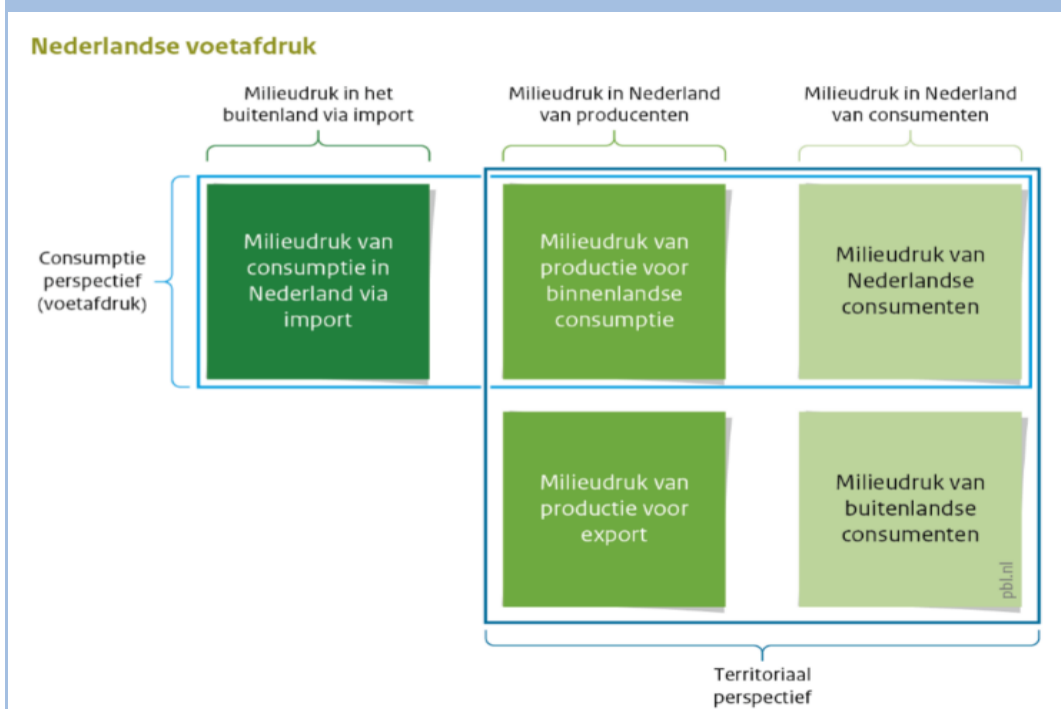 Nederlandse voetafdruk
Milieudruk in het
buitenland via import
Milieudruk in Nederland
van producenten
Milieudruk in Nederland
van consumenten
Consumptie
perspectief
(voetafdruk)
Milieudruk van
consumptie in
Nederland via
import
Milieudruk van
productie voor
binnenlandse
consumptie
Milieudruk van
Nederlandse
consumenten
Milieudruk van
productie voor
export
Milieudruk van
buitenlandse
consumenten
pbl.nl
Territoriaal
perspectief